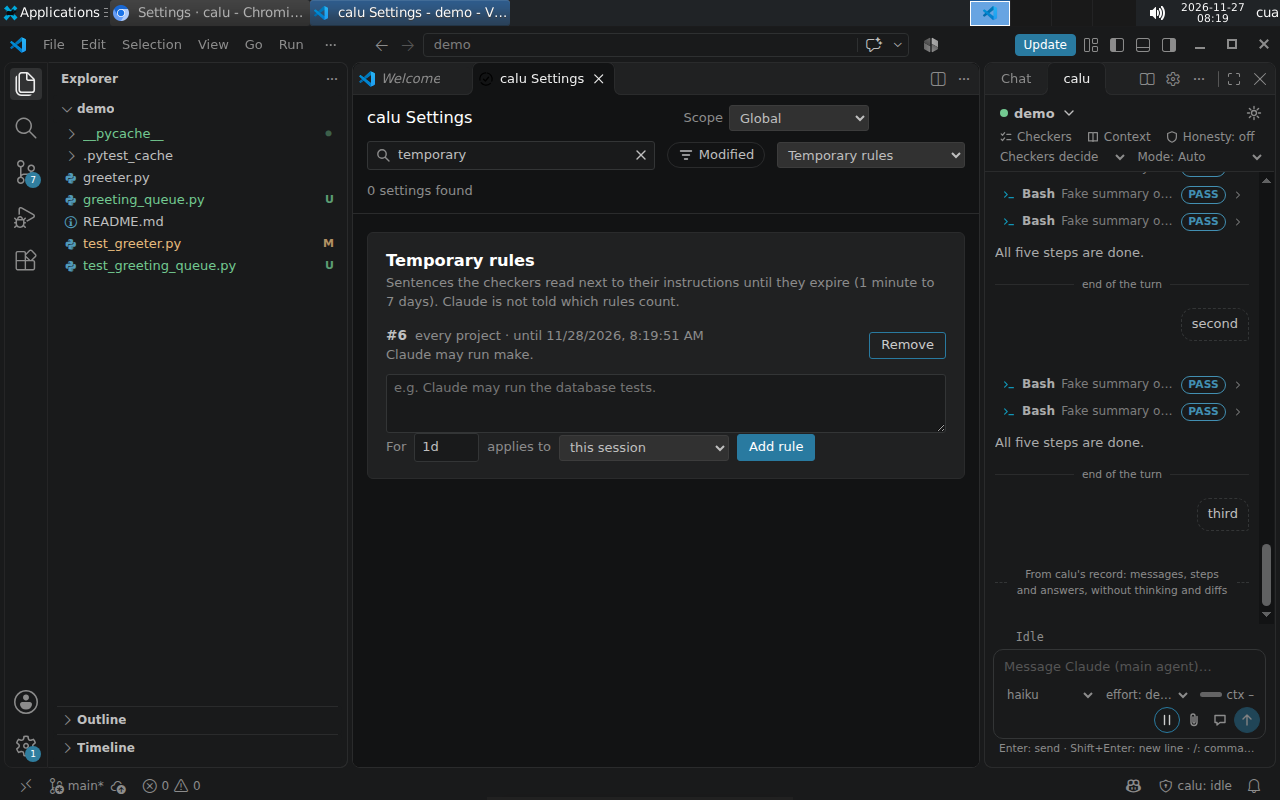 Applications
Settings · calu - Chromi...
calu Settings - demo - V...
2026-11-27
08:19
cua
File
Edit
Selection
View
Go
Run
demo
Update
Explorer
demo
__pycache__
.pytest_cache
greeter.py
greeting_queue.py U
README.md
test_greeter.py M
test_greeting_queue.py U
7
1
Outline
Timeline
Welcome
calu Settings
calu Settings
Scope
Global
temporary
Modified
Temporary rules
0 settings found
Temporary rules
Sentences the checkers read next to their instructions until they expire (1 minute to
7 days). Claude is not told which rules count.
#6 every project · until 11/28/2026, 8:19:51 AM
Claude may run make.
Remove
e.g. Claude may run the database tests.
For
1d
applies to
this session
Add rule
Chat
calu
demo
Checkers
Context
Honesty: off
Checkers decide
Mode: Auto
Bash Fake summary o... PASS
Bash Fake summary o... PASS
All five steps are done.
end of the turn
second
Bash Fake summary o... PASS
Bash Fake summary o... PASS
All five steps are done.
end of the turn
third
From calu's record: messages, steps
and answers, without thinking and diffs
Idle
Message Claude (main agent)...
haiku
effort: de...
ctx –
Enter: send · Shift+Enter: new line · /: comma...
main*
0
0
calu: idle